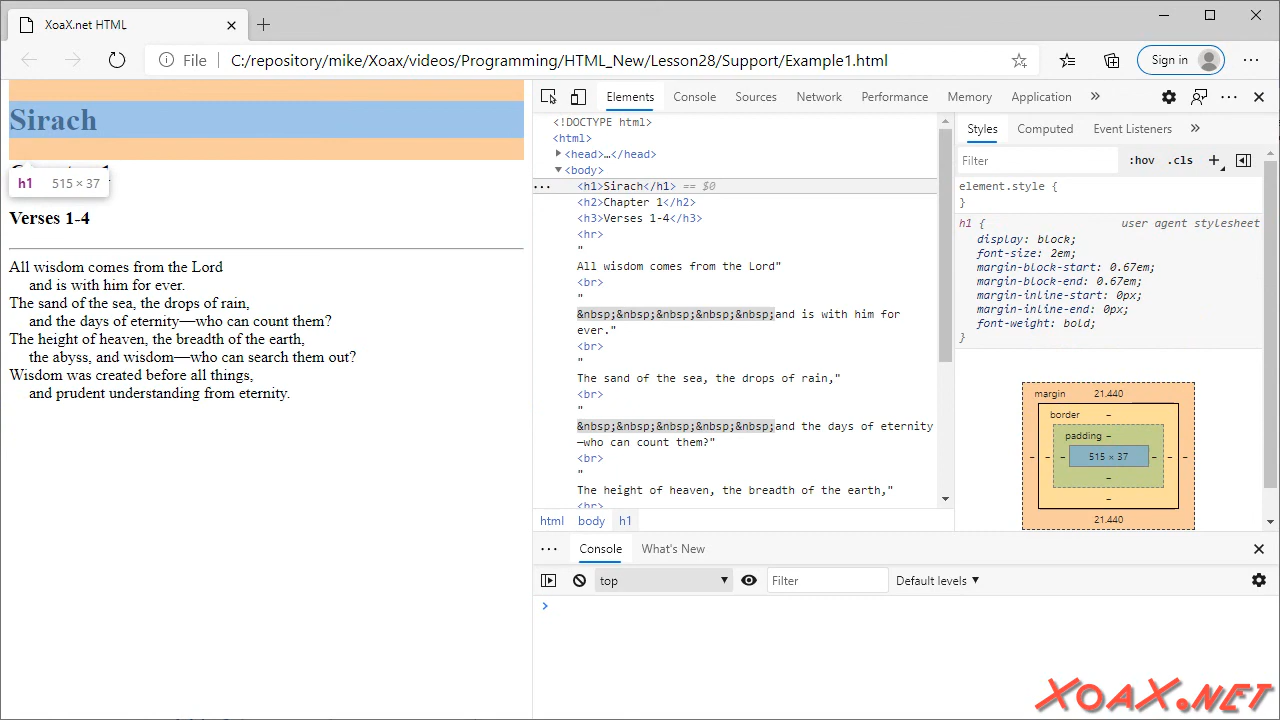 XoaX.net HTML
File C:/repository/mike/Xoax/videos/Programming/HTML_New/Lesson28/Support/Example1.html Sign in
Sirach
h1 515 × 37
Verses 1-4
All wisdom comes from the Lord
and is with him for ever.
The sand of the sea, the drops of rain,
and the days of eternity—who can count them?
The height of heaven, the breadth of the earth,
the abyss, and wisdom—who can search them out?
Wisdom was created before all things,
and prudent understanding from eternity.
Elements Console Sources Network Performance Memory Application
<!DOCTYPE html>
<html>
<head>…</head>
<body>
<h1>Sirach</h1> == $0
<h2>Chapter 1</h2>
<h3>Verses 1-4</h3>
<hr>
"
All wisdom comes from the Lord"
<br>
"
&nbsp;&nbsp;&nbsp;&nbsp;&nbsp;and is with him for
ever."
<br>
"
The sand of the sea, the drops of rain,"
<br>
"
&nbsp;&nbsp;&nbsp;&nbsp;&nbsp;and the days of eternity
—who can count them?"
<br>
"
The height of heaven, the breadth of the earth,"
<br>
html body h1
Styles Computed Event Listeners
Filter :hov .cls +
element.style {
}
h1 { user agent stylesheet
display: block;
font-size: 2em;
margin-block-start: 0.67em;
margin-block-end: 0.67em;
margin-inline-start: 0px;
margin-inline-end: 0px;
font-weight: bold;
}
margin 21.440
border –
padding –
– – – 515 × 37 – – –
–
–
21.440
Console What's New
top Filter Default levels
XoaX.net